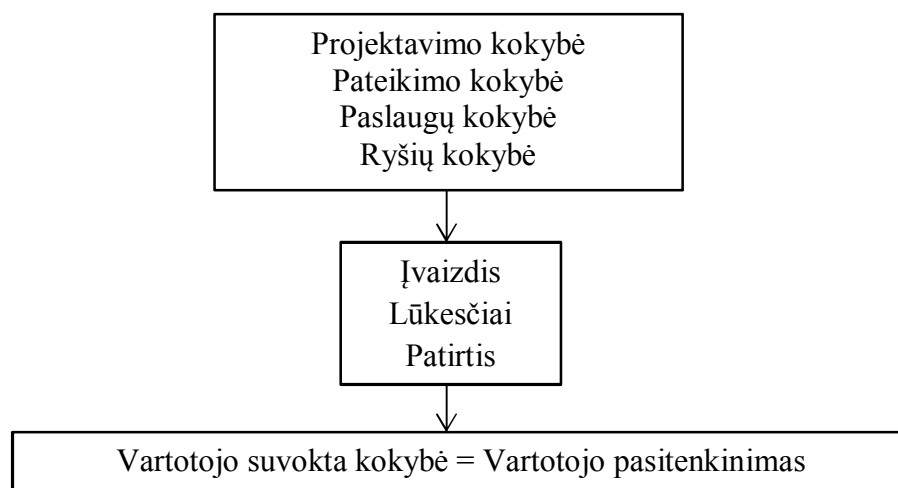 Projektavimo kokybė
Pateikimo kokybė
Paslaugų kokybė
Ryšių kokybė
Įvaizdis
Lūkesčiai
Patirtis
Vartotojo suvokta kokybė = Vartotojo pasitenkinimas